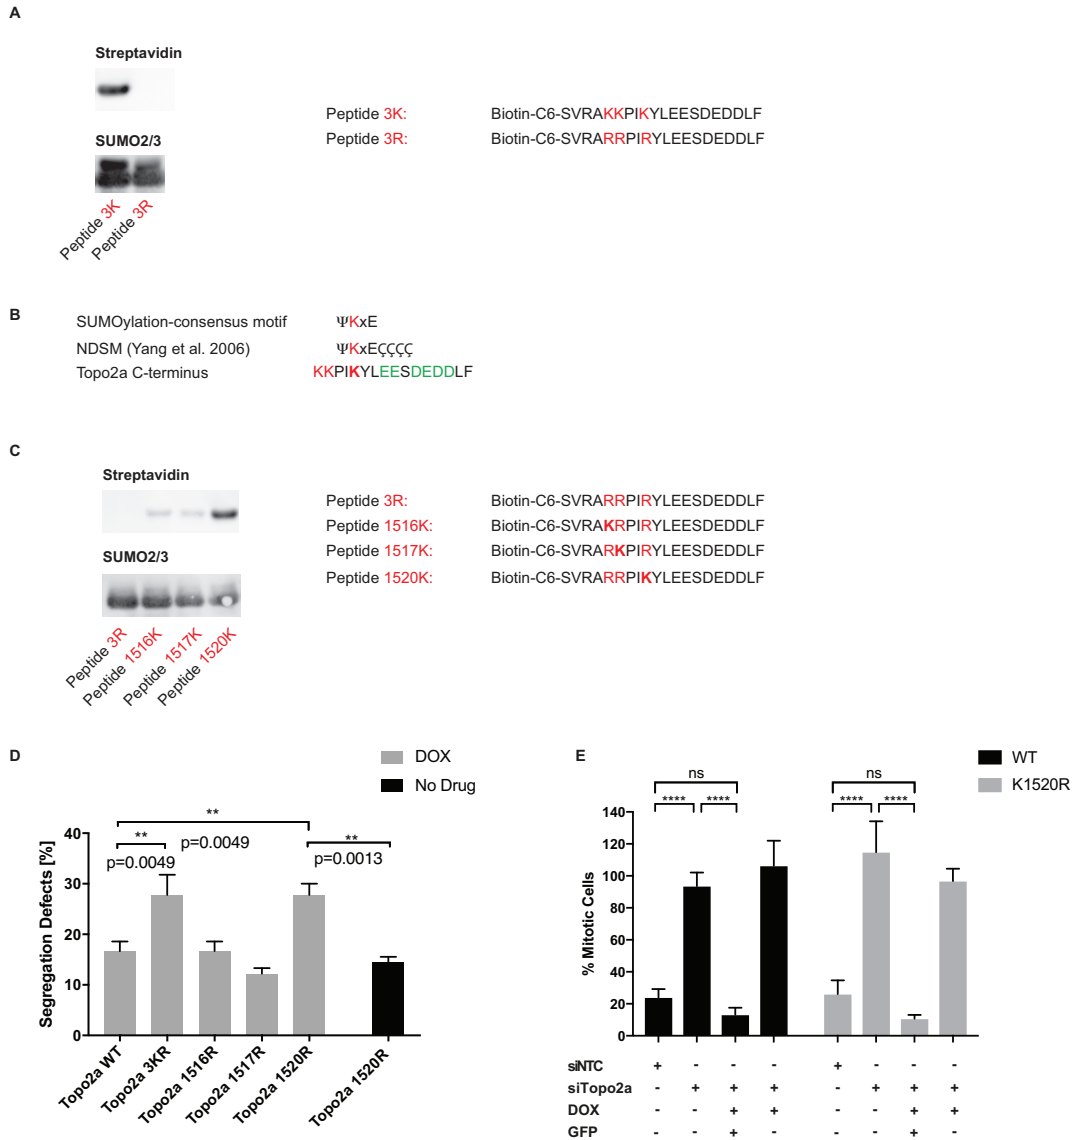 A
Streptavidin
SUMO2/3
Peptide 3K
Peptide 3R
Peptide 3K: Biotin-C6-SVRAKKPIKYLEESDEDDLF
Peptide 3R: Biotin-C6-SVRARRPIRYLEESDEDDLF
B
SUMOylation-consensus motif ΨKxE
NDSM (Yang et al. 2006) ΨKxEÇÇÇÇ
Topo2a C-terminus KKPIKYLEESDEDDLF
C
Streptavidin
SUMO2/3
Peptide 3R
Peptide 1516K
Peptide 1517K
Peptide 1520K
Peptide 3R: Biotin-C6-SVRARRPIRYLEESDEDDLF
Peptide 1516K: Biotin-C6-SVRAKRPIRYLEESDEDDLF
Peptide 1517K: Biotin-C6-SVRARKPIRYLEESDEDDLF
Peptide 1520K: Biotin-C6-SVRARRPIKYLEESDEDDLF
D
DOX
No Drug
**
** p=0.0049
p=0.0049
**
p=0.0013
Segregation Defects [%]
40
30
20
10
0
Topo2a WT
Topo2a 3KR
Topo2a 1516R
Topo2a 1517R
Topo2a 1520R
Topo2a 1520R
E
WT
K1520R
ns ns
**** **** **** ****
% Mitotic Cells
140
120
100
80
60
40
20
0
siNTC + - - - + - - -
siTopo2a - + + + - + + +
DOX - - + + - - + +
GFP - - + - - - + -